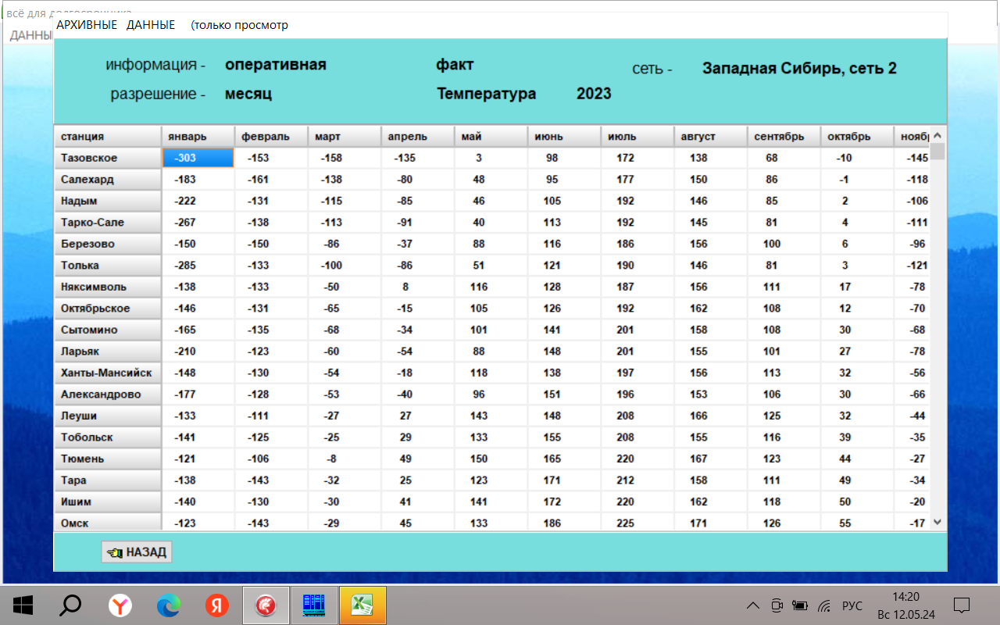 всё для долгосрочника
ДАННЫ
АРХИВНЫЕ ДАННЫЕ (только просмотр
информация - оперативная факт сеть - Западная Сибирь, сеть 2
разрешение - месяц Температура 2023
станция январь февраль март апрель май июнь июль август сентябрь октябрь нояб
Тазовское -303 -153 -158 -135 3 98 172 138 68 -10 -145
Салехард -183 -161 -138 -80 48 95 177 150 86 -1 -118
Надым -222 -131 -115 -85 46 105 192 146 85 2 -106
Тарко-Сале -267 -138 -113 -91 40 113 192 145 81 4 -111
Березово -150 -150 -86 -37 88 116 186 156 100 6 -96
Толька -285 -133 -100 -86 51 121 190 146 81 3 -121
Няксимволь -138 -133 -50 8 116 128 187 156 111 17 -78
Октябрьское -146 -131 -65 -15 105 126 192 162 108 12 -70
Сытомино -165 -135 -68 -34 101 141 201 158 108 30 -68
Ларьяк -210 -123 -60 -54 88 148 201 155 101 27 -78
Ханты-Мансийск -148 -130 -54 -18 118 138 197 156 113 32 -56
Александрово -177 -128 -53 -40 96 151 196 153 106 30 -66
Леуши -133 -111 -27 27 143 148 208 166 125 32 -44
Тобольск -141 -125 -25 29 133 155 208 155 116 39 -35
Тюмень -121 -106 -8 49 150 165 220 167 123 44 -27
Тара -138 -143 -32 25 123 171 212 158 111 49 -34
Ишим -140 -130 -30 41 141 172 220 162 118 50 -20
Омск -123 -143 -29 45 133 186 225 171 126 55 -17
НАЗАД
РУС
14:20
Вс 12.05.24